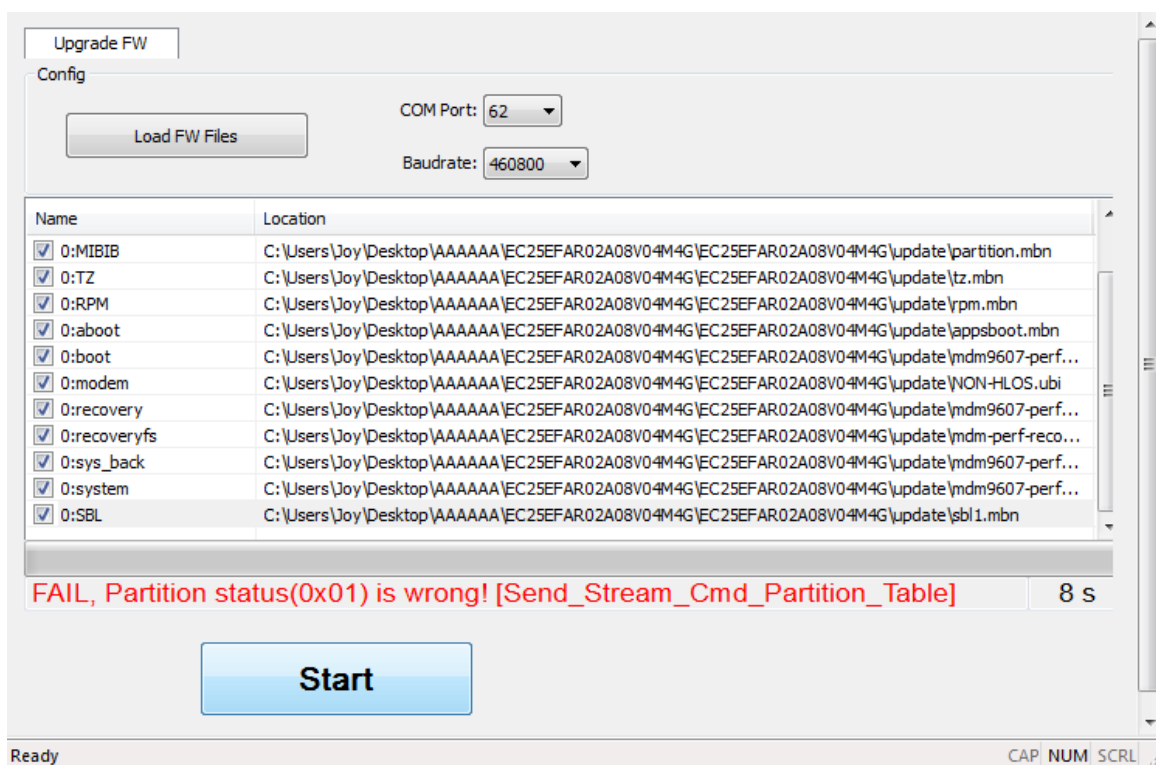 Upgrade FW
Config
Load FW Files
COM Port: 62
Baudrate: 460800
Name Location
0:MIBIB C:\Users\Joy\Desktop\AAAAAA\EC25EFAR02A08V04M4G\EC25EFAR02A08V04M4G\update\partition.mbn
0:TZ C:\Users\Joy\Desktop\AAAAAA\EC25EFAR02A08V04M4G\EC25EFAR02A08V04M4G\update\tz.mbn
0:RPM C:\Users\Joy\Desktop\AAAAAA\EC25EFAR02A08V04M4G\EC25EFAR02A08V04M4G\update\rpm.mbn
0:aboot C:\Users\Joy\Desktop\AAAAAA\EC25EFAR02A08V04M4G\EC25EFAR02A08V04M4G\update\appsboot.mbn
0:boot C:\Users\Joy\Desktop\AAAAAA\EC25EFAR02A08V04M4G\EC25EFAR02A08V04M4G\update\mdm9607-perf...
0:modem C:\Users\Joy\Desktop\AAAAAA\EC25EFAR02A08V04M4G\EC25EFAR02A08V04M4G\update\NON-HLOS.ubi
0:recovery C:\Users\Joy\Desktop\AAAAAA\EC25EFAR02A08V04M4G\EC25EFAR02A08V04M4G\update\mdm9607-perf...
0:recoveryfs C:\Users\Joy\Desktop\AAAAAA\EC25EFAR02A08V04M4G\EC25EFAR02A08V04M4G\update\mdm-perf-reco...
0:sys_back C:\Users\Joy\Desktop\AAAAAA\EC25EFAR02A08V04M4G\EC25EFAR02A08V04M4G\update\mdm9607-perf...
0:system C:\Users\Joy\Desktop\AAAAAA\EC25EFAR02A08V04M4G\EC25EFAR02A08V04M4G\update\mdm9607-perf...
0:SBL C:\Users\Joy\Desktop\AAAAAA\EC25EFAR02A08V04M4G\EC25EFAR02A08V04M4G\update\sbl1.mbn
FAIL, Partition status(0x01) is wrong! [Send_Stream_Cmd_Partition_Table] 8 s
Start
Ready CAP NUM SCRL